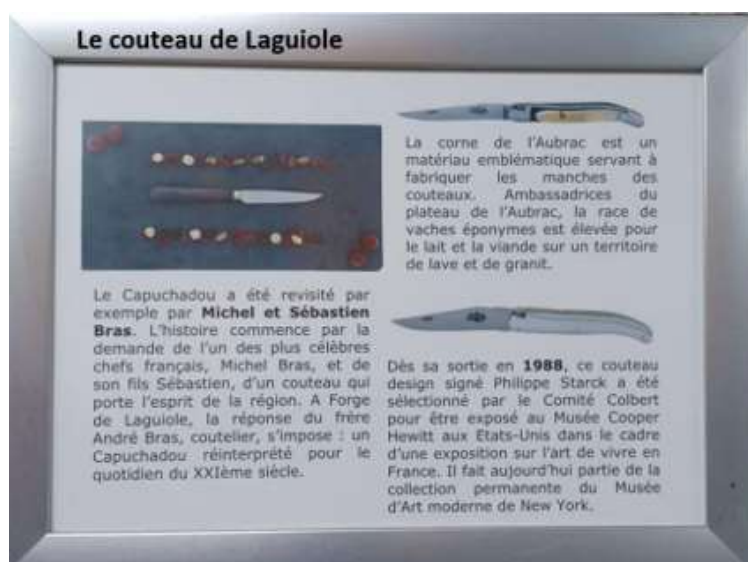 Le couteau de Laguiole
Le Capuchadou a été revisité par
exemple par Michel et Sébastien
Bras. L'histoire commence par la
demande de l'un des plus célèbres
chefs français, Michel Bras, et de
son fils Sébastien, d'un couteau qui
porte l'esprit de la région. A Forge
de Laguiole, la réponse du frère
André Bras, coutelier, s'impose : un
Capuchadou réinterprété pour le
quotidien du XXIème siècle.
La corne de l'Aubrac est un
matériau emblématique servant à
fabriquer les manches des
couteaux. Ambassadrices du
plateau de l'Aubrac, la race de
vaches éponymes est élevée pour
le lait et la viande sur un territoire
de lave et de granit.
Dès sa sortie en 1988, ce couteau
design signé Philippe Starck a été
sélectionné par le Comité Colbert
pour être exposé au Musée Cooper
Hewitt aux Etats-Unis dans le cadre
d'une exposition sur l'art de vivre en
France. Il fait aujourd'hui partie de la
collection permanente du Musée
d'Art moderne de New York.